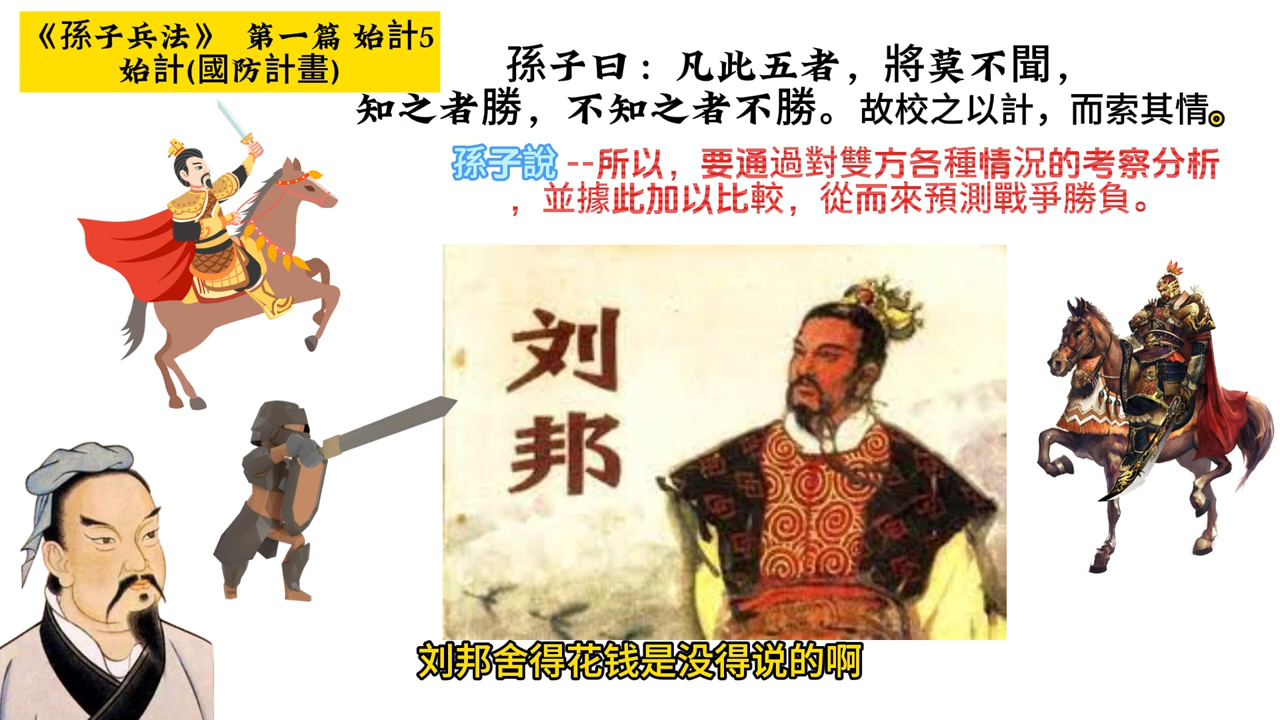 《孫子兵法》 第一篇 始計5
始計(國防計畫)
孫子曰：凡此五者，將莫不聞，
知之者勝，不知之者不勝。故校之以計，而索其情。
孫子說 --所以，要通過對雙方各種情況的考察分析
，並據此加以比較，從而來預測戰爭勝負。
刘
邦
刘邦舍得花钱是没得说的啊